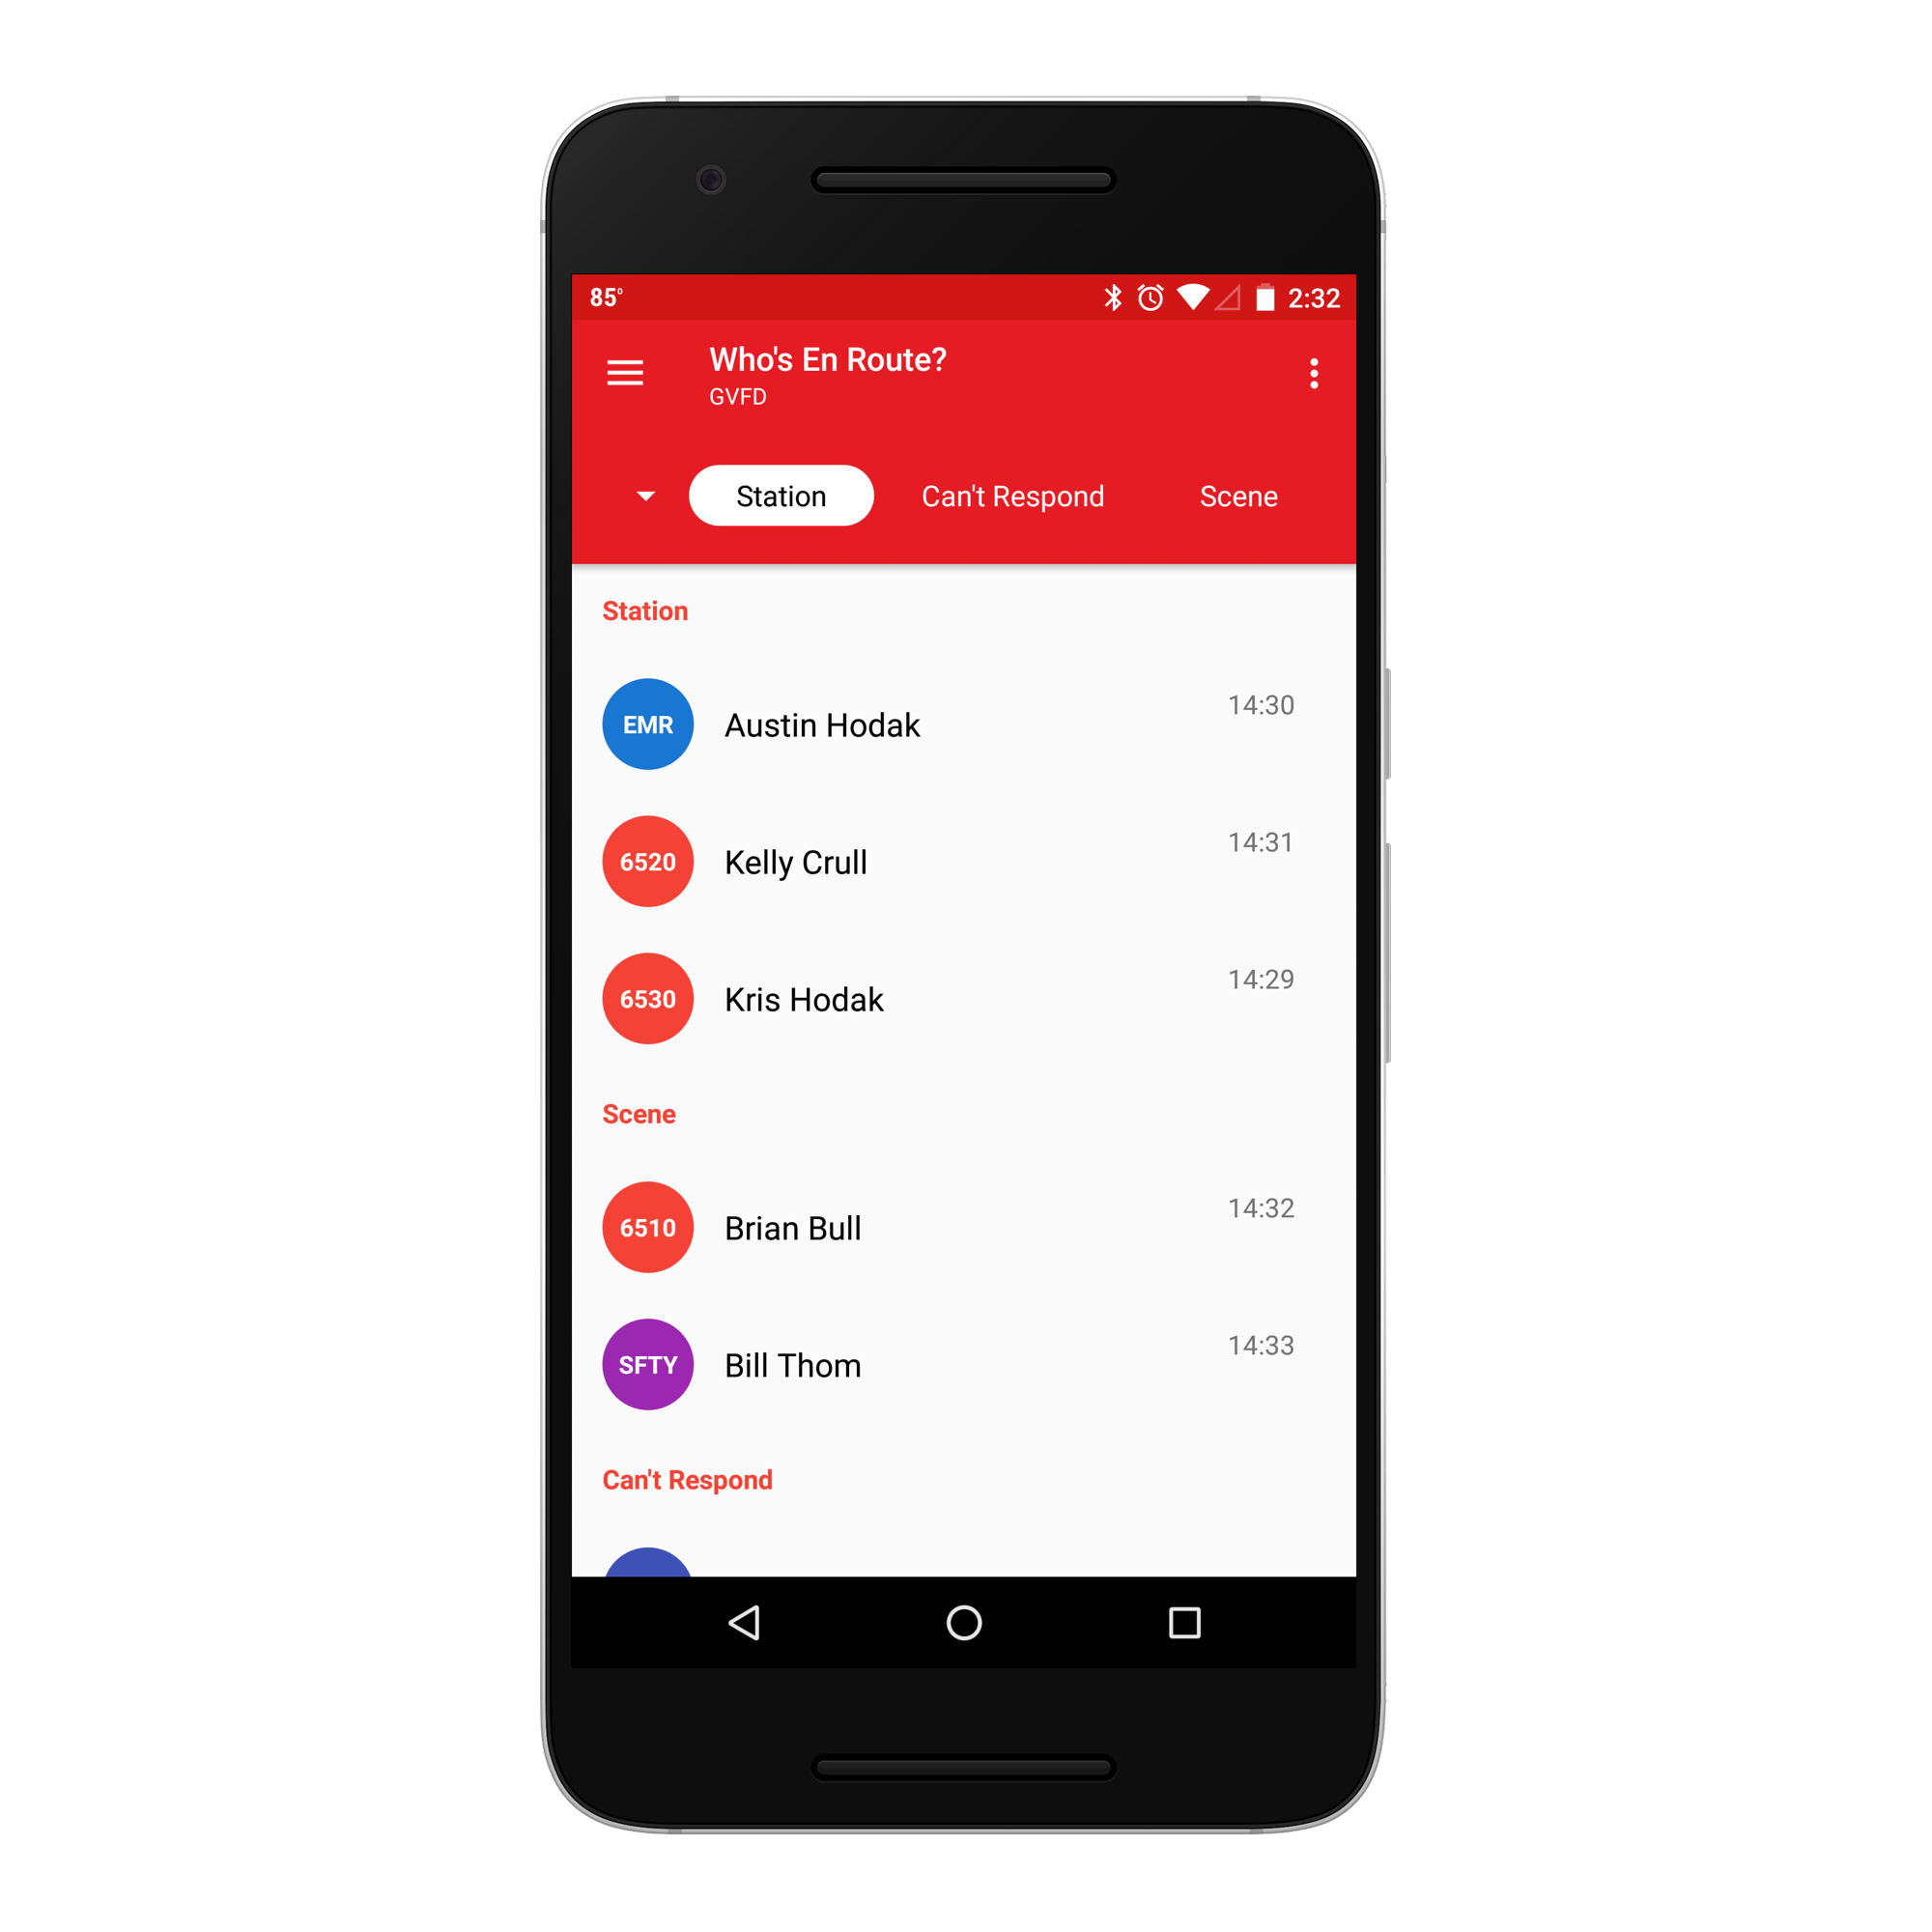 85°
2:32
Who's En Route?
GVFD
Station
Can't Respond
Scene
Station
EMR
Austin Hodak
14:30
6520
Kelly Crull
14:31
6530
Kris Hodak
14:29
Scene
6510
Brian Bull
14:32
SFTY
Bill Thom
14:33
Can't Respond